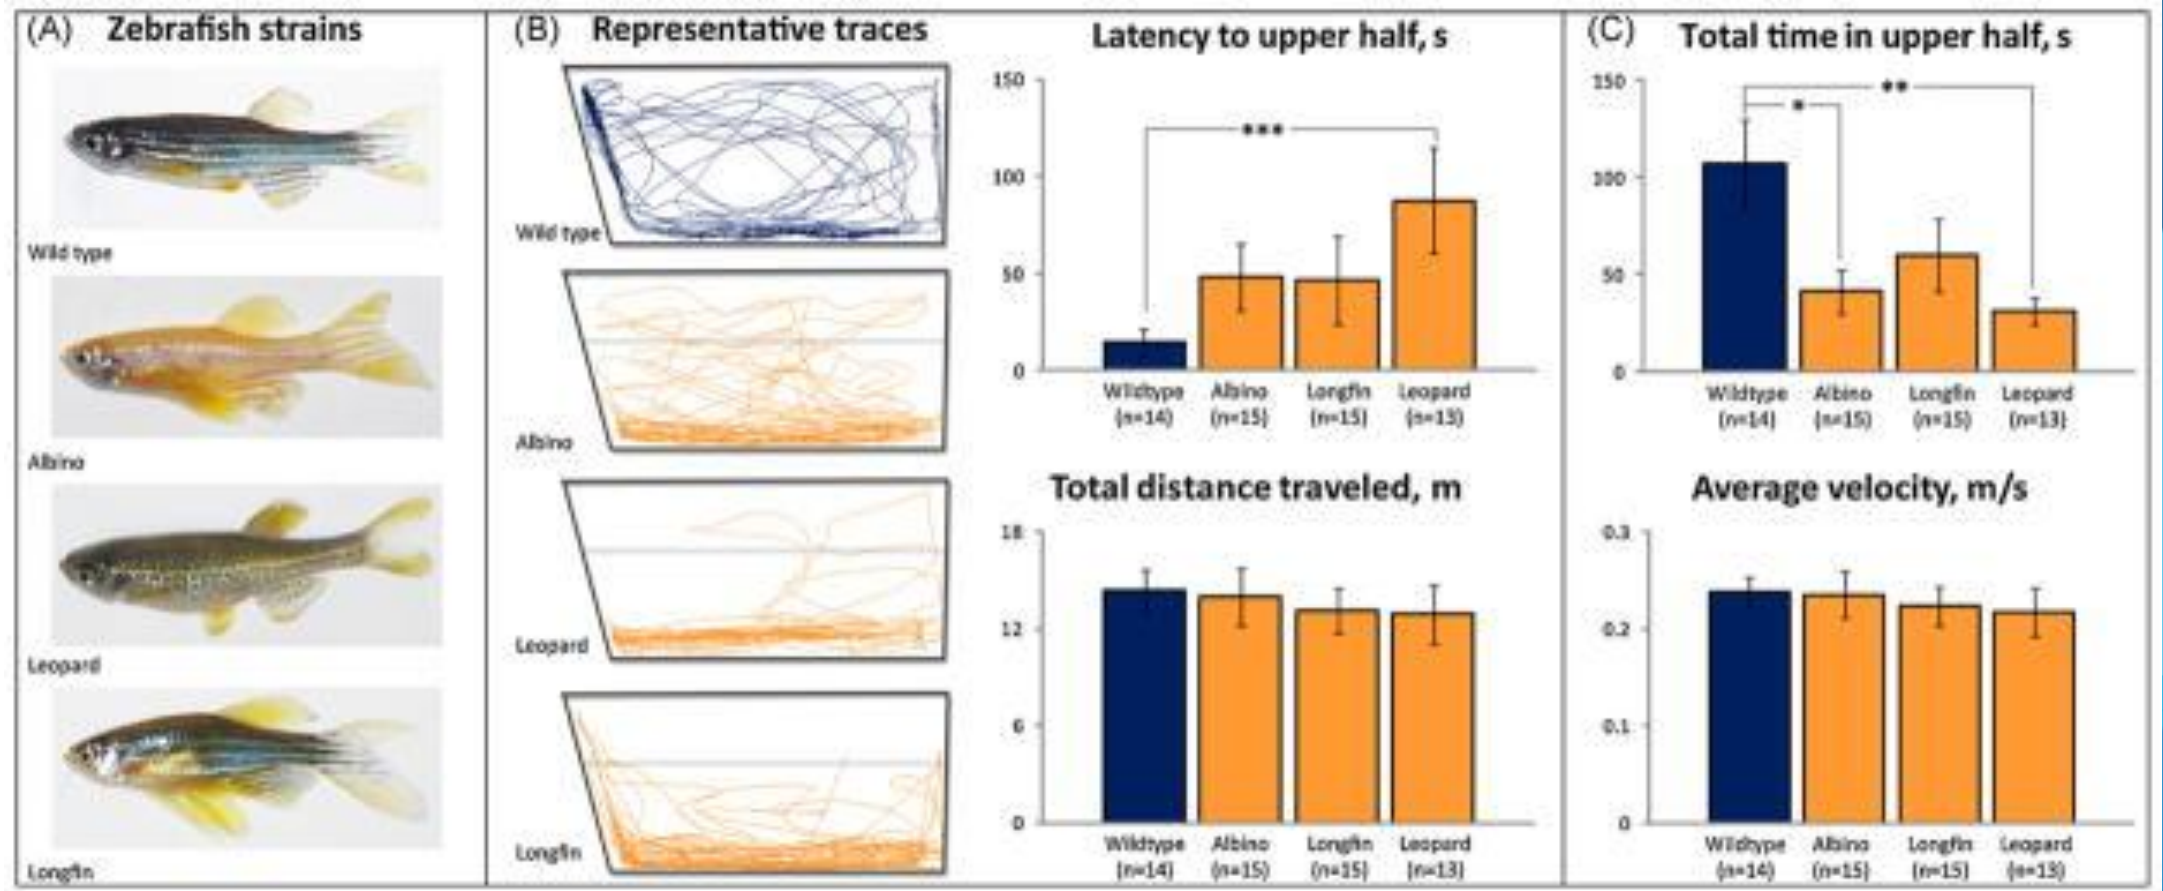 (A) Zebrafish strains
Wild type
Albino
Leopard
Longfin
(B) Representative traces
Wild type
Albino
Leopard
Longfin
Latency to upper half, s
150
100
50
0
***
Wildtype Albino Longfin Leopard
(n=14) (n=15) (n=15) (n=13)
Total distance traveled, m
18
12
6
0
Wildtype Albino Longfin Leopard
(n=14) (n=15) (n=15) (n=13)
(C) Total time in upper half, s
150
100
50
0
**
*
Wildtype Albino Longfin Leopard
(n=14) (n=15) (n=15) (n=13)
Average velocity, m/s
0.3
0.2
0.1
0
Wildtype Albino Longfin Leopard
(n=14) (n=15) (n=15) (n=13)